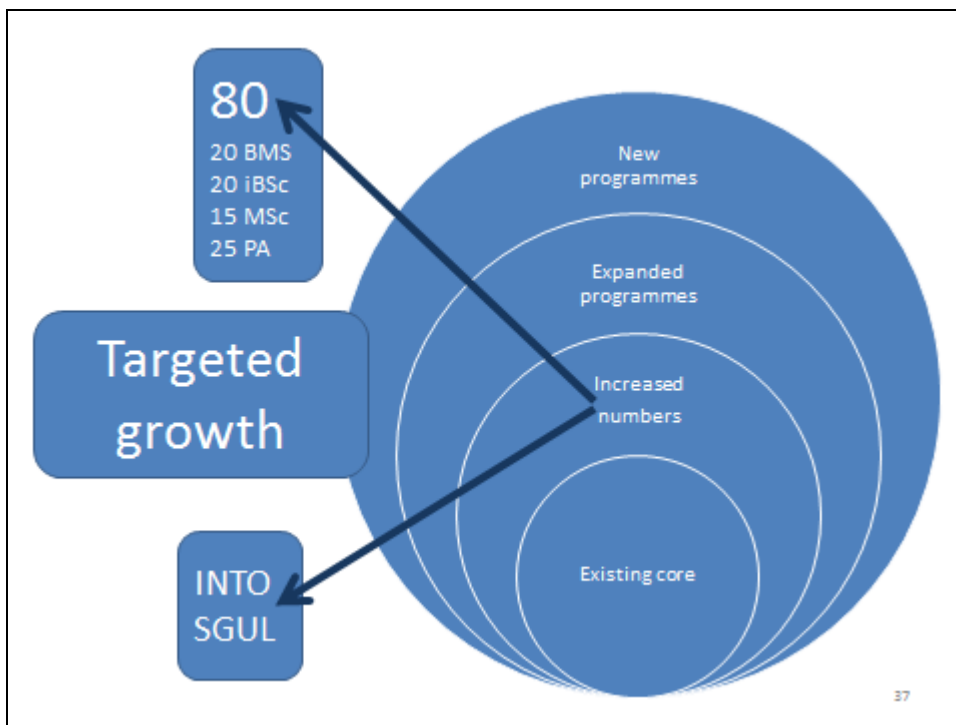 80
20 BMS
20 iBSc
15 MSc
25 PA
Targeted
growth
INTO
SGUL
New
programmes
Expanded
programmes
Increased
numbers
Existing core
37